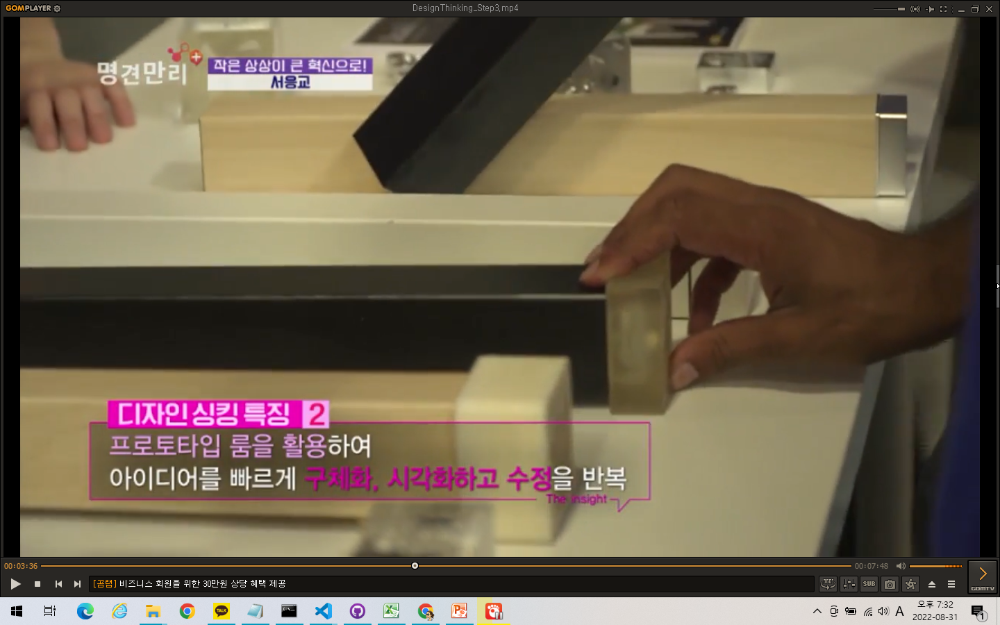 GOMPLAYER
DesignThinking_Step3.mp4
명견만리
작은 상상이 큰 혁신으로!
서응교
디자인 싱킹 특징 2
프로토타입 룸을 활용하여
아이디어를 빠르게 구체화, 시각화하고 수정을 반복
The insight
00:03:36
00:07:48
[곰랩] 비즈니스 회원을 위한 30만원 상당 혜택 제공
360°
SUB
GOMTV
TALK
A
오후 7:32
2022-08-31
1